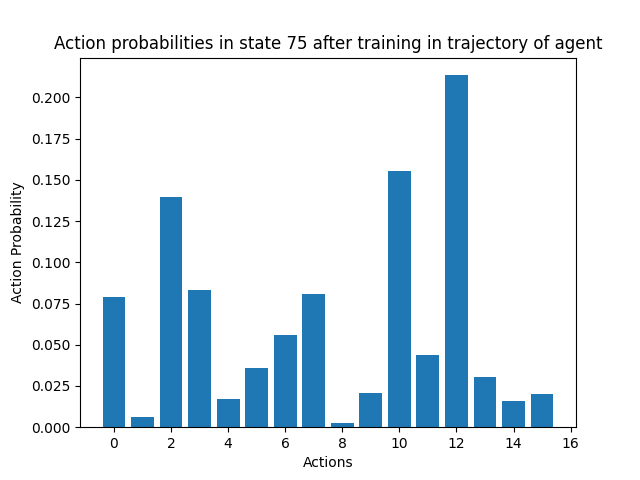 Action probabilities in state 75 after training in trajectory of agent
0.200
0.175
0.150
0.125
0.100
0.075
0.050
0.025
0.000
Action Probability
0 2 4 6 8 10 12 14 16
Actions